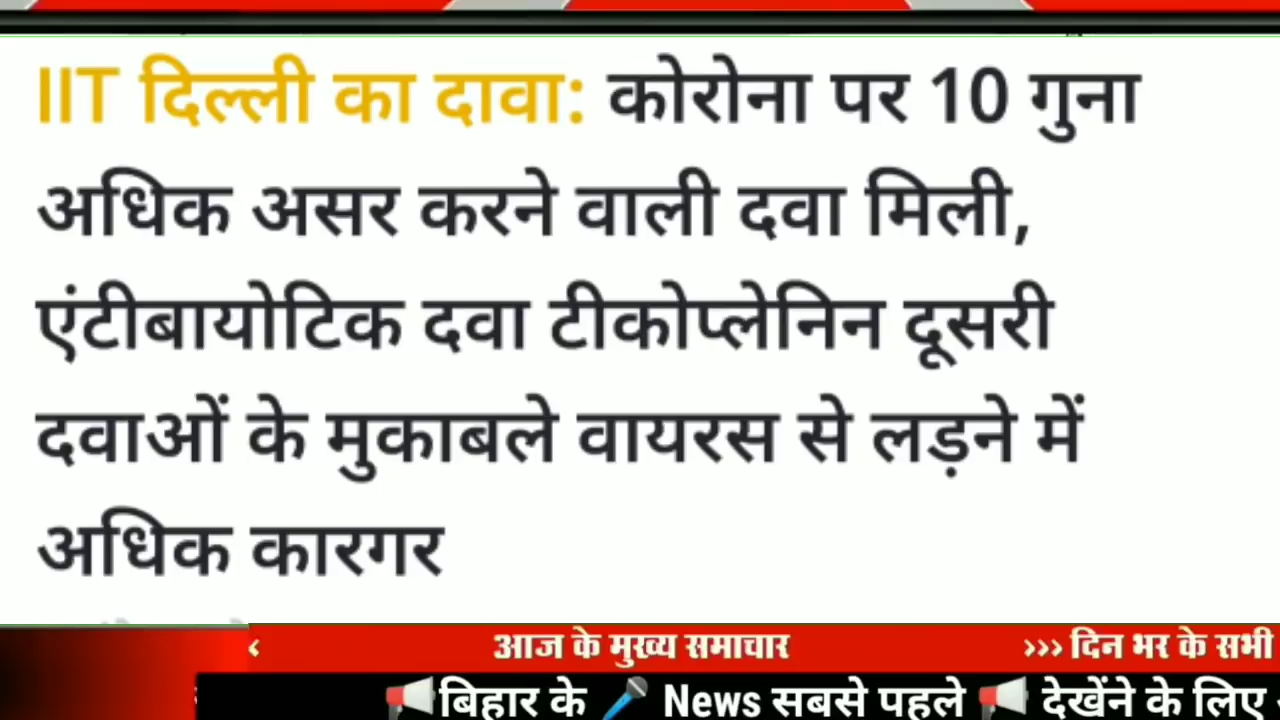 IIT दिल्ली का दावा: कोरोना पर 10 गुना
अधिक असर करने वाली दवा मिली,
एंटीबायोटिक दवा टीकोप्लेनिन दूसरी
दवाओं के मुकाबले वायरस से लड़ने में
अधिक कारगर
‹ आज के मुख्य समाचार ››› दिन भर के सभी
बिहार के News सबसे पहले देखेंने के लिए